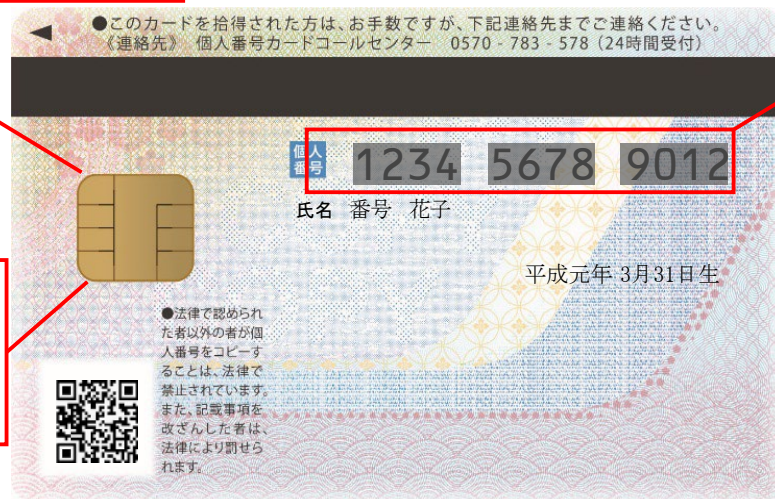 ●このカードを拾得された方は、お手数ですが、下記連絡先までご連絡ください。
《連絡先》 個人番号カードコールセンター 0570 - 783 - 578 (24時間受付)
個人番号 1234 5678 9012
氏名 番号 花子
平成元年 3月31日生
●法律で認められ
た者以外の者が個
人番号をコピーす
ることは、法律で
禁止されています。
また、記載事項を
改ざんした者は、
法律により罰せら
れます。